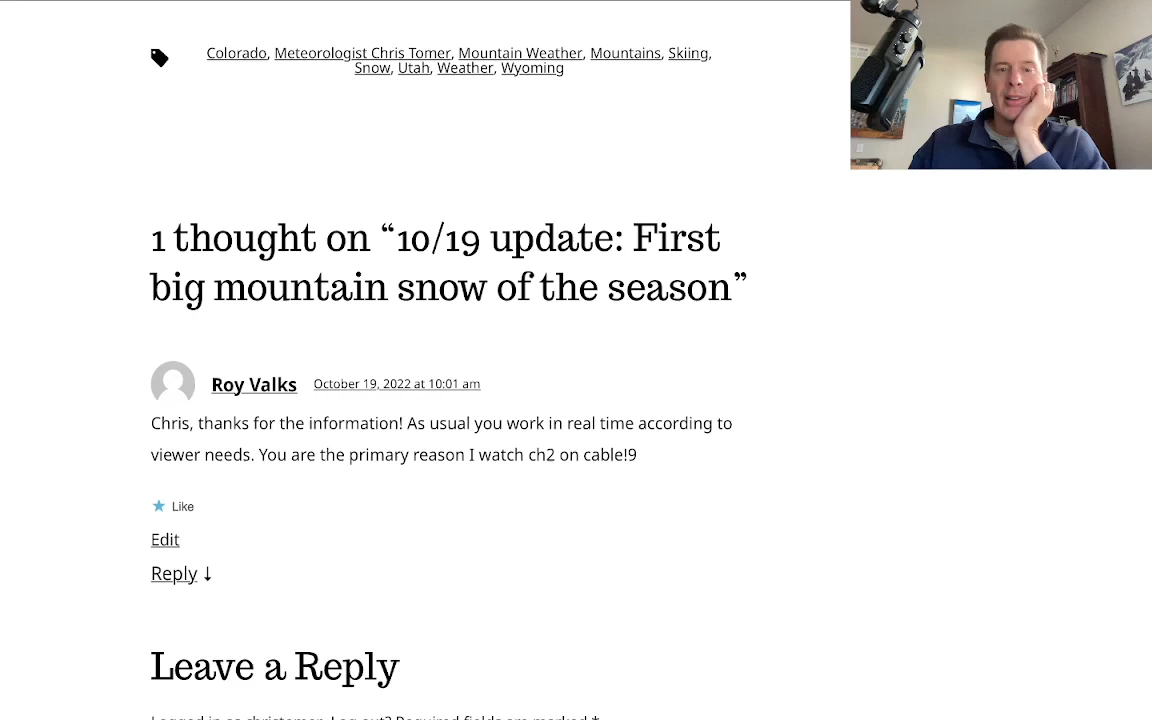 Colorado, Meteorologist Chris Tomer, Mountain Weather, Mountains, Skiing,
Snow, Utah, Weather, Wyoming
1 thought on “10/19 update: First
big mountain snow of the season”
Roy Valks October 19, 2022 at 10:01 am
Chris, thanks for the information! As usual you work in real time according to
viewer needs. You are the primary reason I watch ch2 on cable!9
Like
Edit
Reply ↓
Leave a Reply
Logged in as christomer. Log out? Required fields are marked *